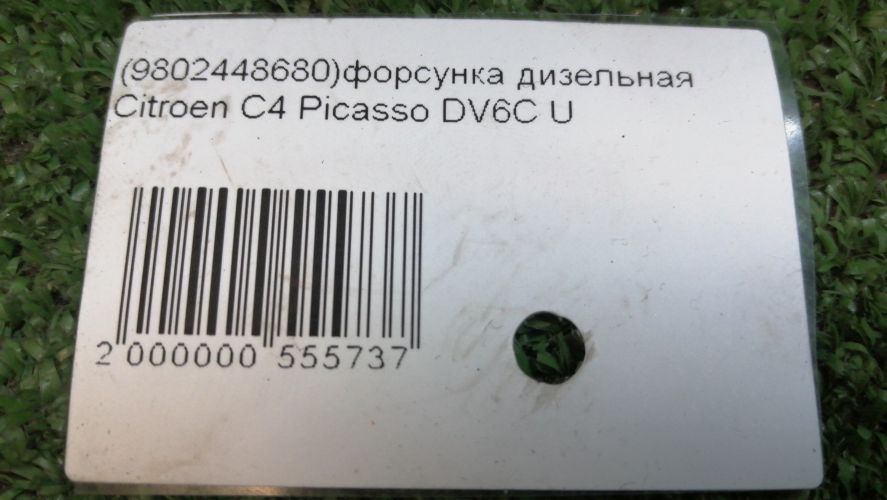 (9802448680)форсунка дизельная
Citroen C4 Picasso DV6C U
2 000000 555737